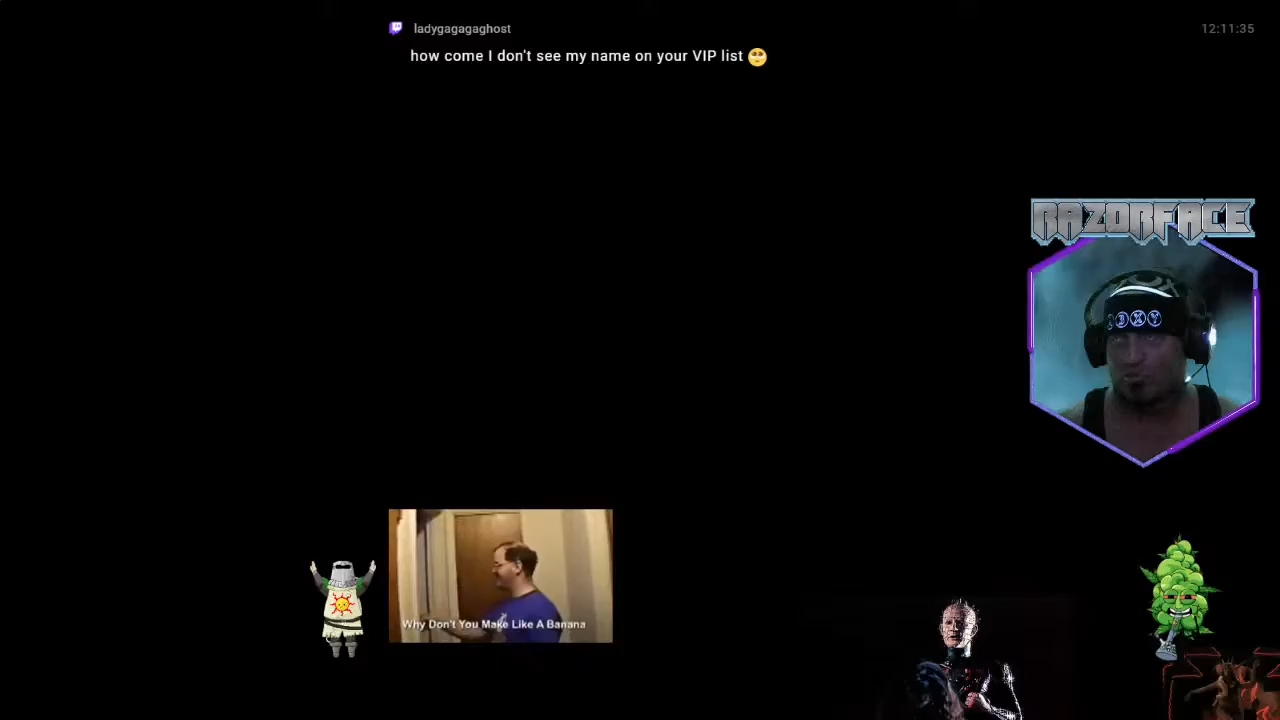 ladygagagaghost
12:11:35
how come I don't see my name on your VIP list
RAZORFACE
Why Don't You Make Like A Banana